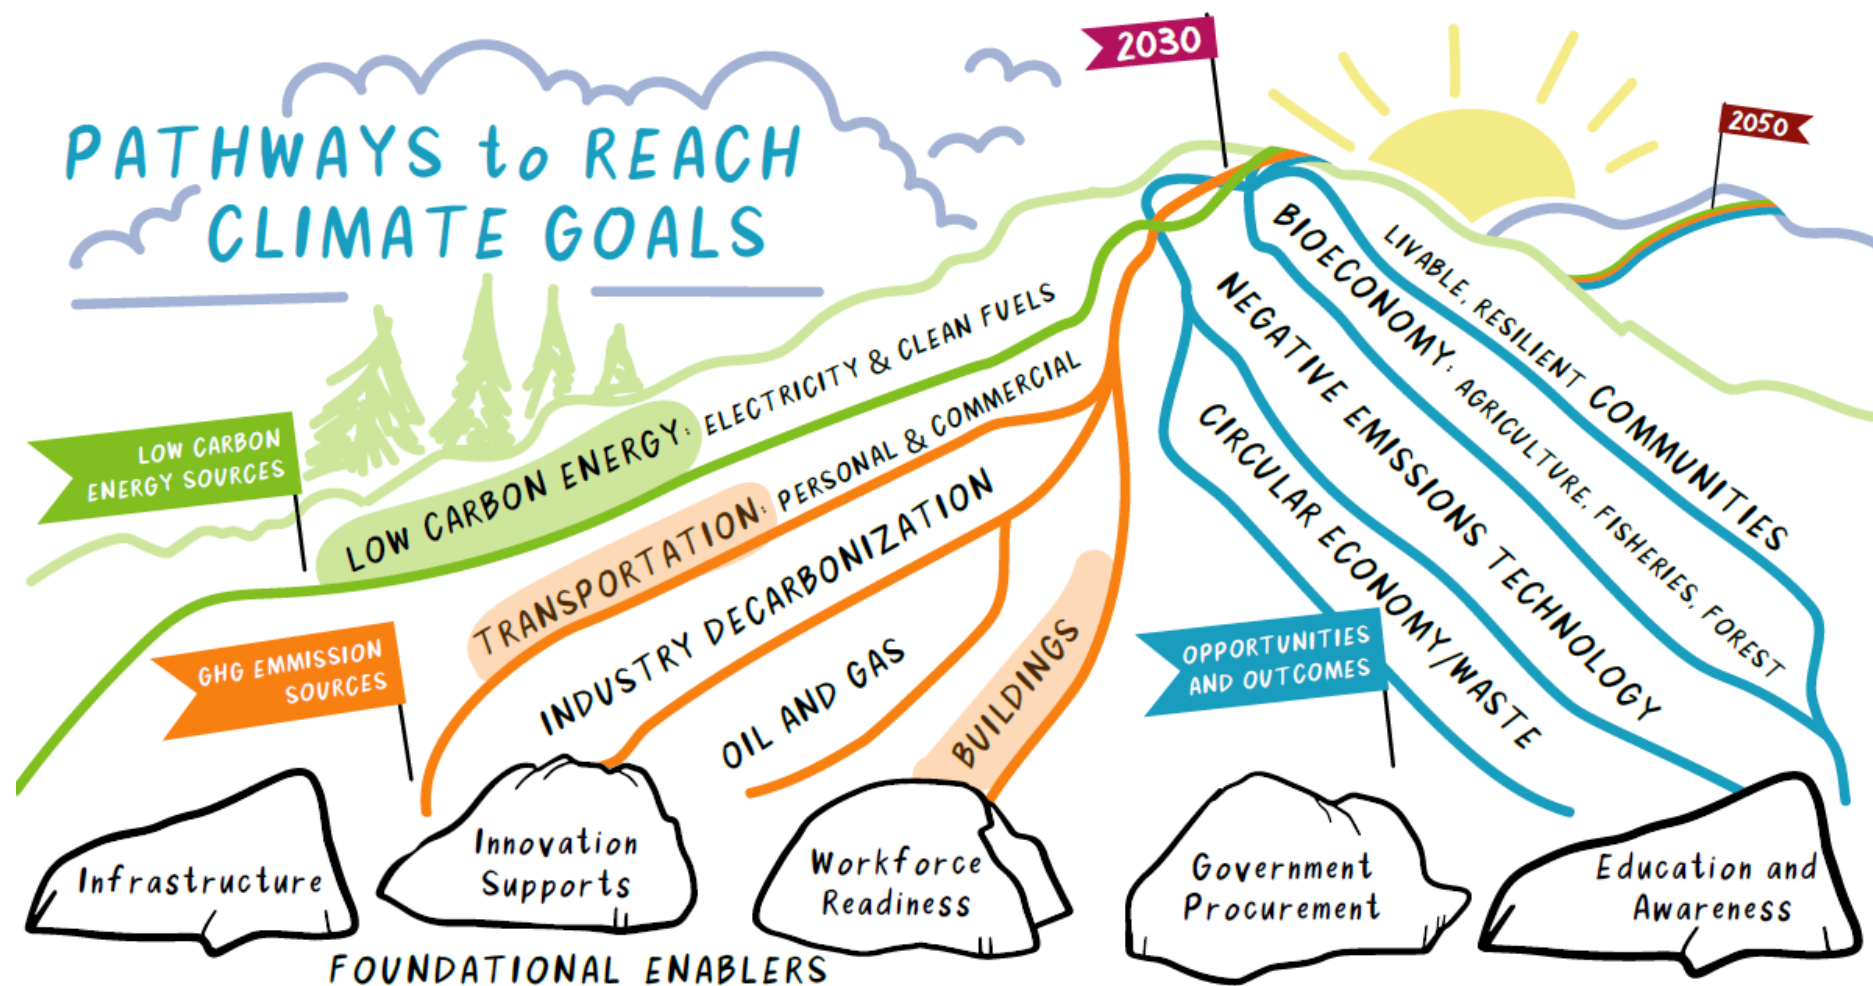 PATHWAYS to REACH
CLIMATE GOALS
2030
2050
LOW CARBON
ENERGY SOURCES
LOW CARBON ENERGY: ELECTRICITY & CLEAN FUELS
GHG EMMISSION
SOURCES
TRANSPORTATION: PERSONAL & COMMERCIAL
INDUSTRY DECARBONIZATION
OIL AND GAS
BUILDINGS
OPPORTUNITIES
AND OUTCOMES
CIRCULAR ECONOMY/WASTE
NEGATIVE EMISSIONS TECHNOLOGY
BIOECONOMY: AGRICULTURE, FISHERIES, FOREST
LIVABLE, RESILIENT COMMUNITIES
Infrastructure
Innovation
Supports
Workforce
Readiness
Government
Procurement
Education and
Awareness
FOUNDATIONAL ENABLERS